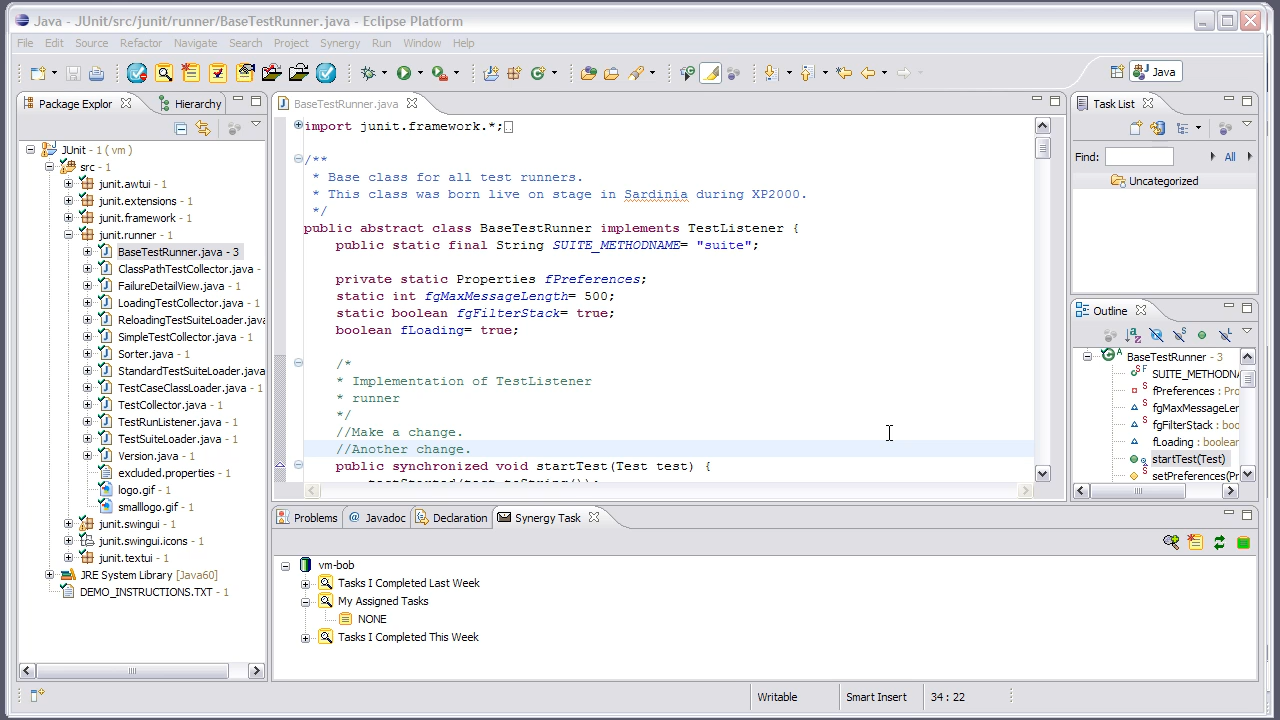 Java - JUnit/src/junit/runner/BaseTestRunner.java - Eclipse Platform
File Edit Source Refactor Navigate Search Project Synergy Run Window Help
Java
Package Explor
Hierarchy
JUnit - 1 ( vm )
src - 1
junit.awtui - 1
junit.extensions - 1
junit.framework - 1
junit.runner - 1
BaseTestRunner.java - 3
ClassPathTestCollector.java -
FailureDetailView.java - 1
LoadingTestCollector.java - 1
ReloadingTestSuiteLoader.java
SimpleTestCollector.java - 1
Sorter.java - 1
StandardTestSuiteLoader.java
TestCaseClassLoader.java - 1
TestCollector.java - 1
TestRunListener.java - 1
TestSuiteLoader.java - 1
Version.java - 1
excluded.properties - 1
logo.gif - 1
smalllogo.gif - 1
junit.swingui - 1
junit.swingui.icons - 1
junit.textui - 1
JRE System Library [Java60]
DEMO_INSTRUCTIONS.TXT - 1
BaseTestRunner.java
import junit.framework.*;
/**
* Base class for all test runners.
* This class was born live on stage in Sardinia during XP2000.
*/
public abstract class BaseTestRunner implements TestListener {
public static final String SUITE_METHODNAME= "suite";
private static Properties fPreferences;
static int fgMaxMessageLength= 500;
static boolean fgFilterStack= true;
boolean fLoading= true;
/*
* Implementation of TestListener
* runner
*/
//Make a change.
//Another change.
public synchronized void startTest(Test test) {
testStarted(test.toString());
Task List
Find: All
Uncategorized
Outline
BaseTestRunner - 3
SUITE_METHODNA
fPreferences : Pro
fgMaxMessageLer
fgFilterStack : boo
fLoading : boolear
startTest(Test)
setPreferences(Pr
Problems Javadoc Declaration Synergy Task
vm-bob
Tasks I Completed Last Week
My Assigned Tasks
NONE
Tasks I Completed This Week
Writable Smart Insert 34 : 22